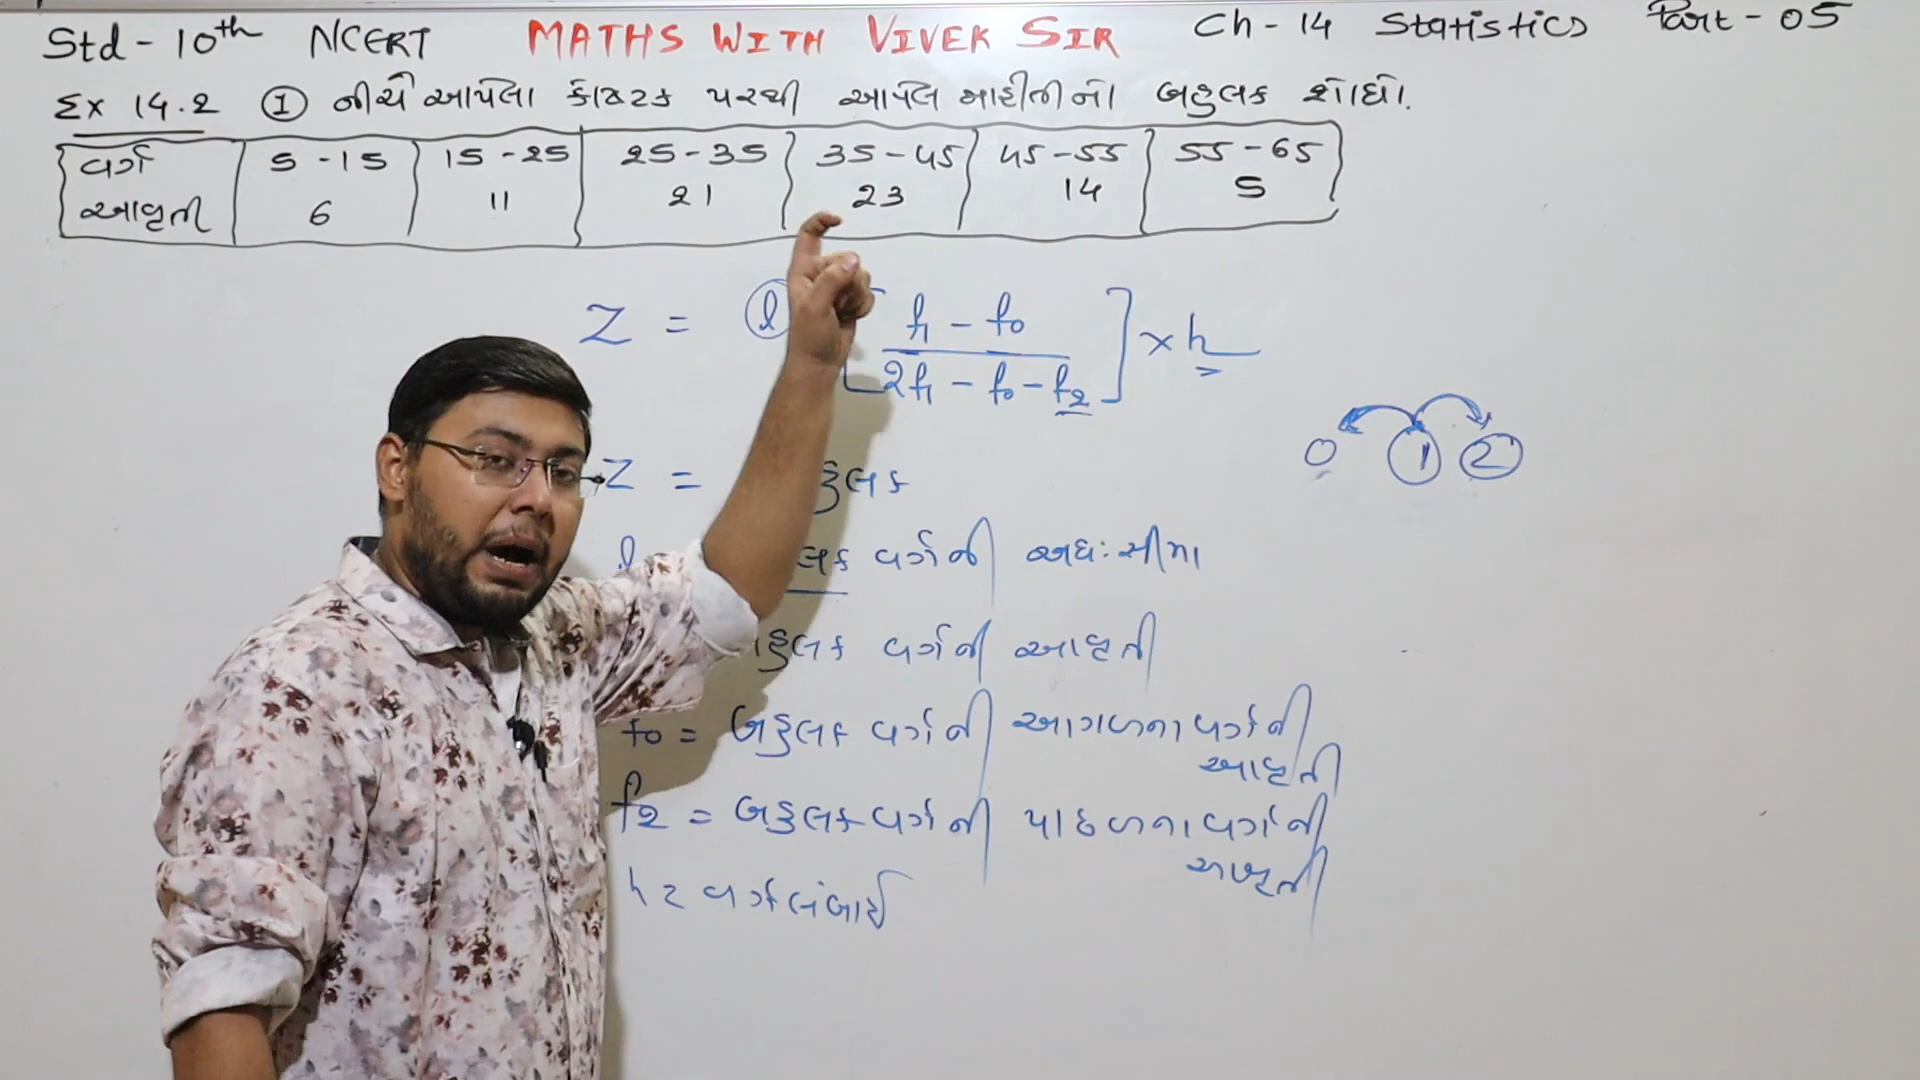 Std - 10th NCERT MATHS WITH VIVEK SIR Ch - 14 Statistics Part - 05
Ex 14.2 ① નીચે આપેલા કોષ્ટક પરથી આપેલ માહીતીનો બહુલક શોધો.
વર્ગ 5 - 15 15 - 25 25 - 35 35 - 45 45 - 55 55 - 65
આવૃત્તી 6 11 21 23 14 5
Z = l [ f1 - f0 / 2f1 - f0 - f2 ] × h
0 1 2
Z = હુલક
l લક વર્ગની અધઃસીમા
હુલક વર્ગની આવૃતી
f0 = બહુલક વર્ગની આગળના વર્ગની
આવૃતી
f2 = બહુલક વર્ગની પાછળના વર્ગની
આવૃતી
h = વર્ગલંબાઈ